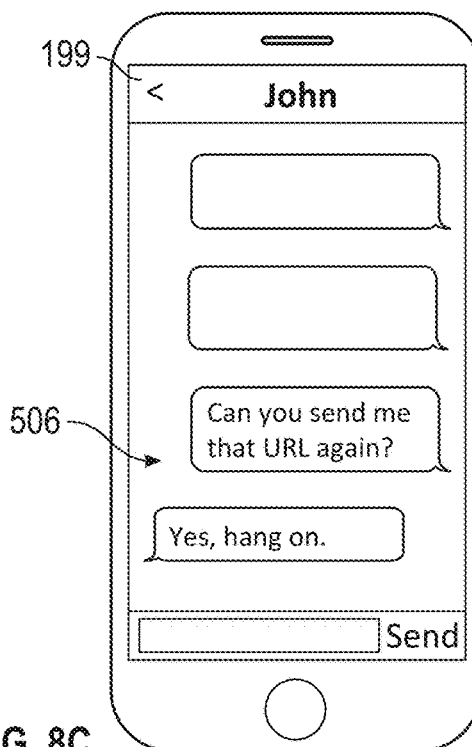 199
<
John
Can you send me
that URL again?
506
Yes, hang on.
Send
G. 8C